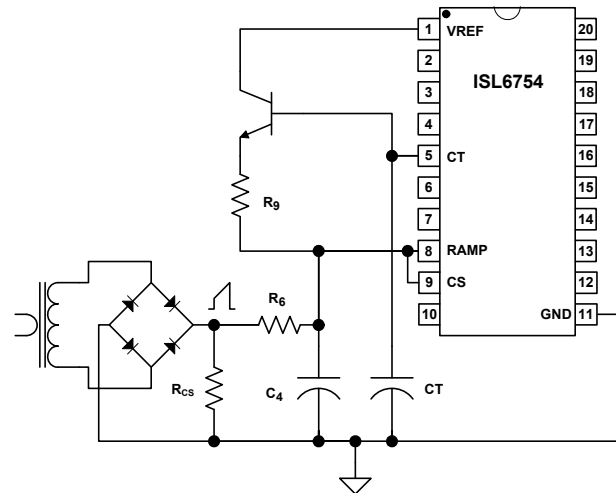 1 VREF 20
ISL6754
2 19
3 18
4 17
5 CT 16
6 15
R9
7 14
8 RAMP 13
9 CS 12
10 GND 11
R6
RCS
C4
CT